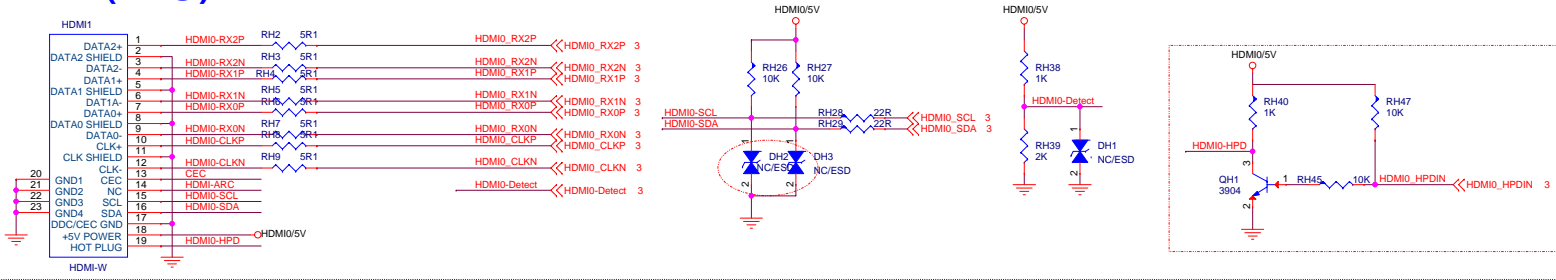 HDMI1
1 DATA2+ HDMI0-RX2P RH2 5R1 HDMI0_RX2P HDMI0_RX2P 3
2 DATA2 SHIELD
3 DATA2- HDMI0-RX2N RH3 5R1 HDMI0_RX2N HDMI0_RX2N 3
4 DATA1+ HDMI0-RX1P RH4 5R1 HDMI0_RX1P HDMI0_RX1P 3
5 DATA1 SHIELD
6 DAT1A- HDMI0-RX1N RH5 5R1 HDMI0_RX1N HDMI0_RX1N 3
7 DATA0+ HDMI0-RX0P RH6 5R1 HDMI0_RX0P HDMI0_RX0P 3
8 DATA0 SHIELD
9 DATA0- HDMI0-RX0N RH7 5R1 HDMI0_RX0N HDMI0_RX0N 3
10 CLK+ HDMI0-CLKP RH8 5R1 HDMI0_CLKP HDMI0_CLKP 3
11 CLK SHIELD
12 CLK- HDMI0-CLKN RH9 5R1 HDMI0_CLKN HDMI0_CLKN 3
20 GND1 CEC 13 CEC
21 GND2 NC 14 HDMI-ARC HDMI0-Detect HDMI0-Detect 3
22 GND3 SCL 15 HDMI0-SCL
23 GND4 SDA 16 HDMI0-SDA
DDC/CEC GND 17
+5V POWER 18 HDMI0/5V
HOT PLUG 19 HDMI0-HPD
HDMI-W
HDMI0/5V
RH26 10K
RH27 10K
HDMI0-SCL RH28 22R HDMI0_SCL 3
HDMI0-SDA RH29 22R HDMI0_SDA 3
1 1
DH2 NC/ESD
DH3 NC/ESD
2 2
HDMI0/5V
RH38
1K
HDMI0-Detect
RH39
2K
1
DH1
NC/ESD
2
HDMI0/5V
RH40
1K
RH47
10K
HDMI0-HPD
3
QH1
3904
1 RH45 10K HDMI0_HPDIN HDMI0_HPDIN 3
2